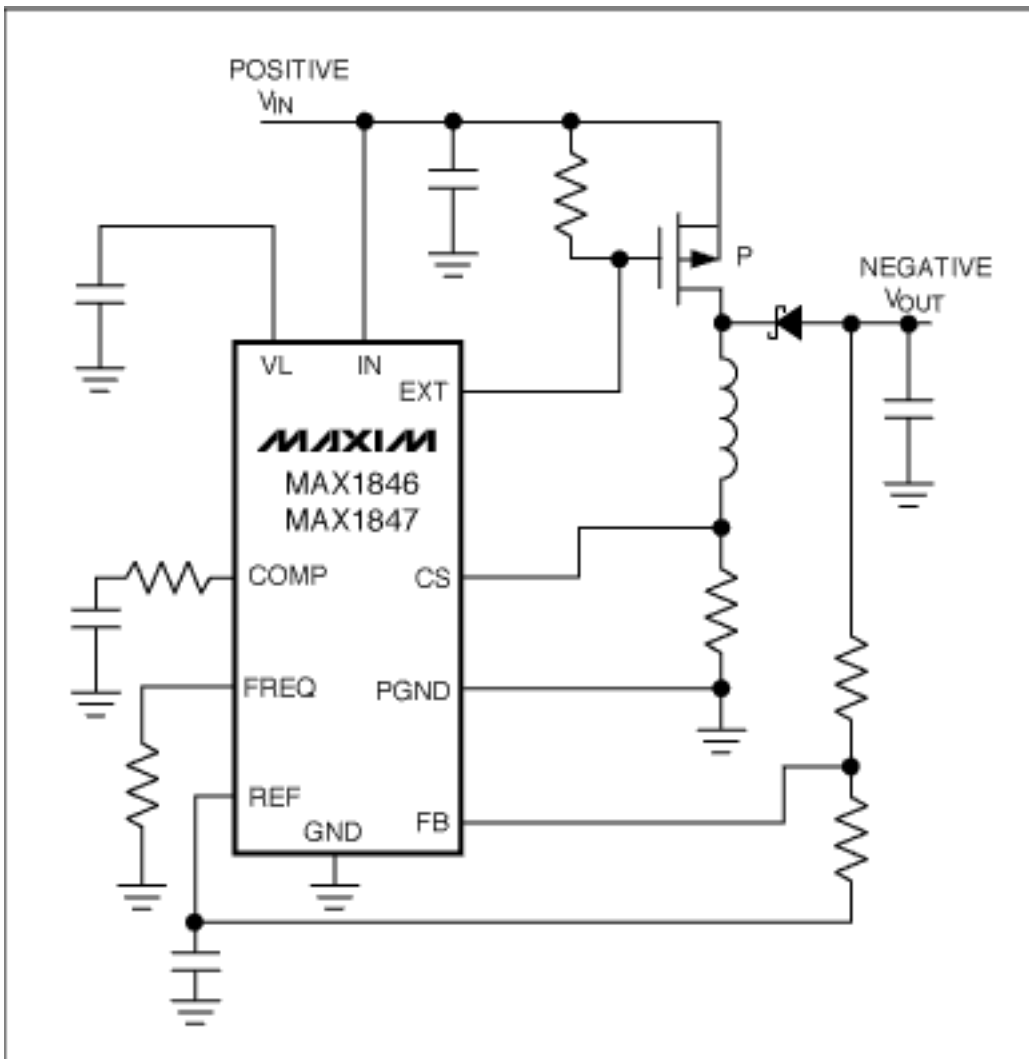 POSITIVE
VIN
P
NEGATIVE
VOUT
VL
IN
EXT
MAXIM
MAX1846
MAX1847
COMP
CS
FREQ
PGND
REF
FB
GND